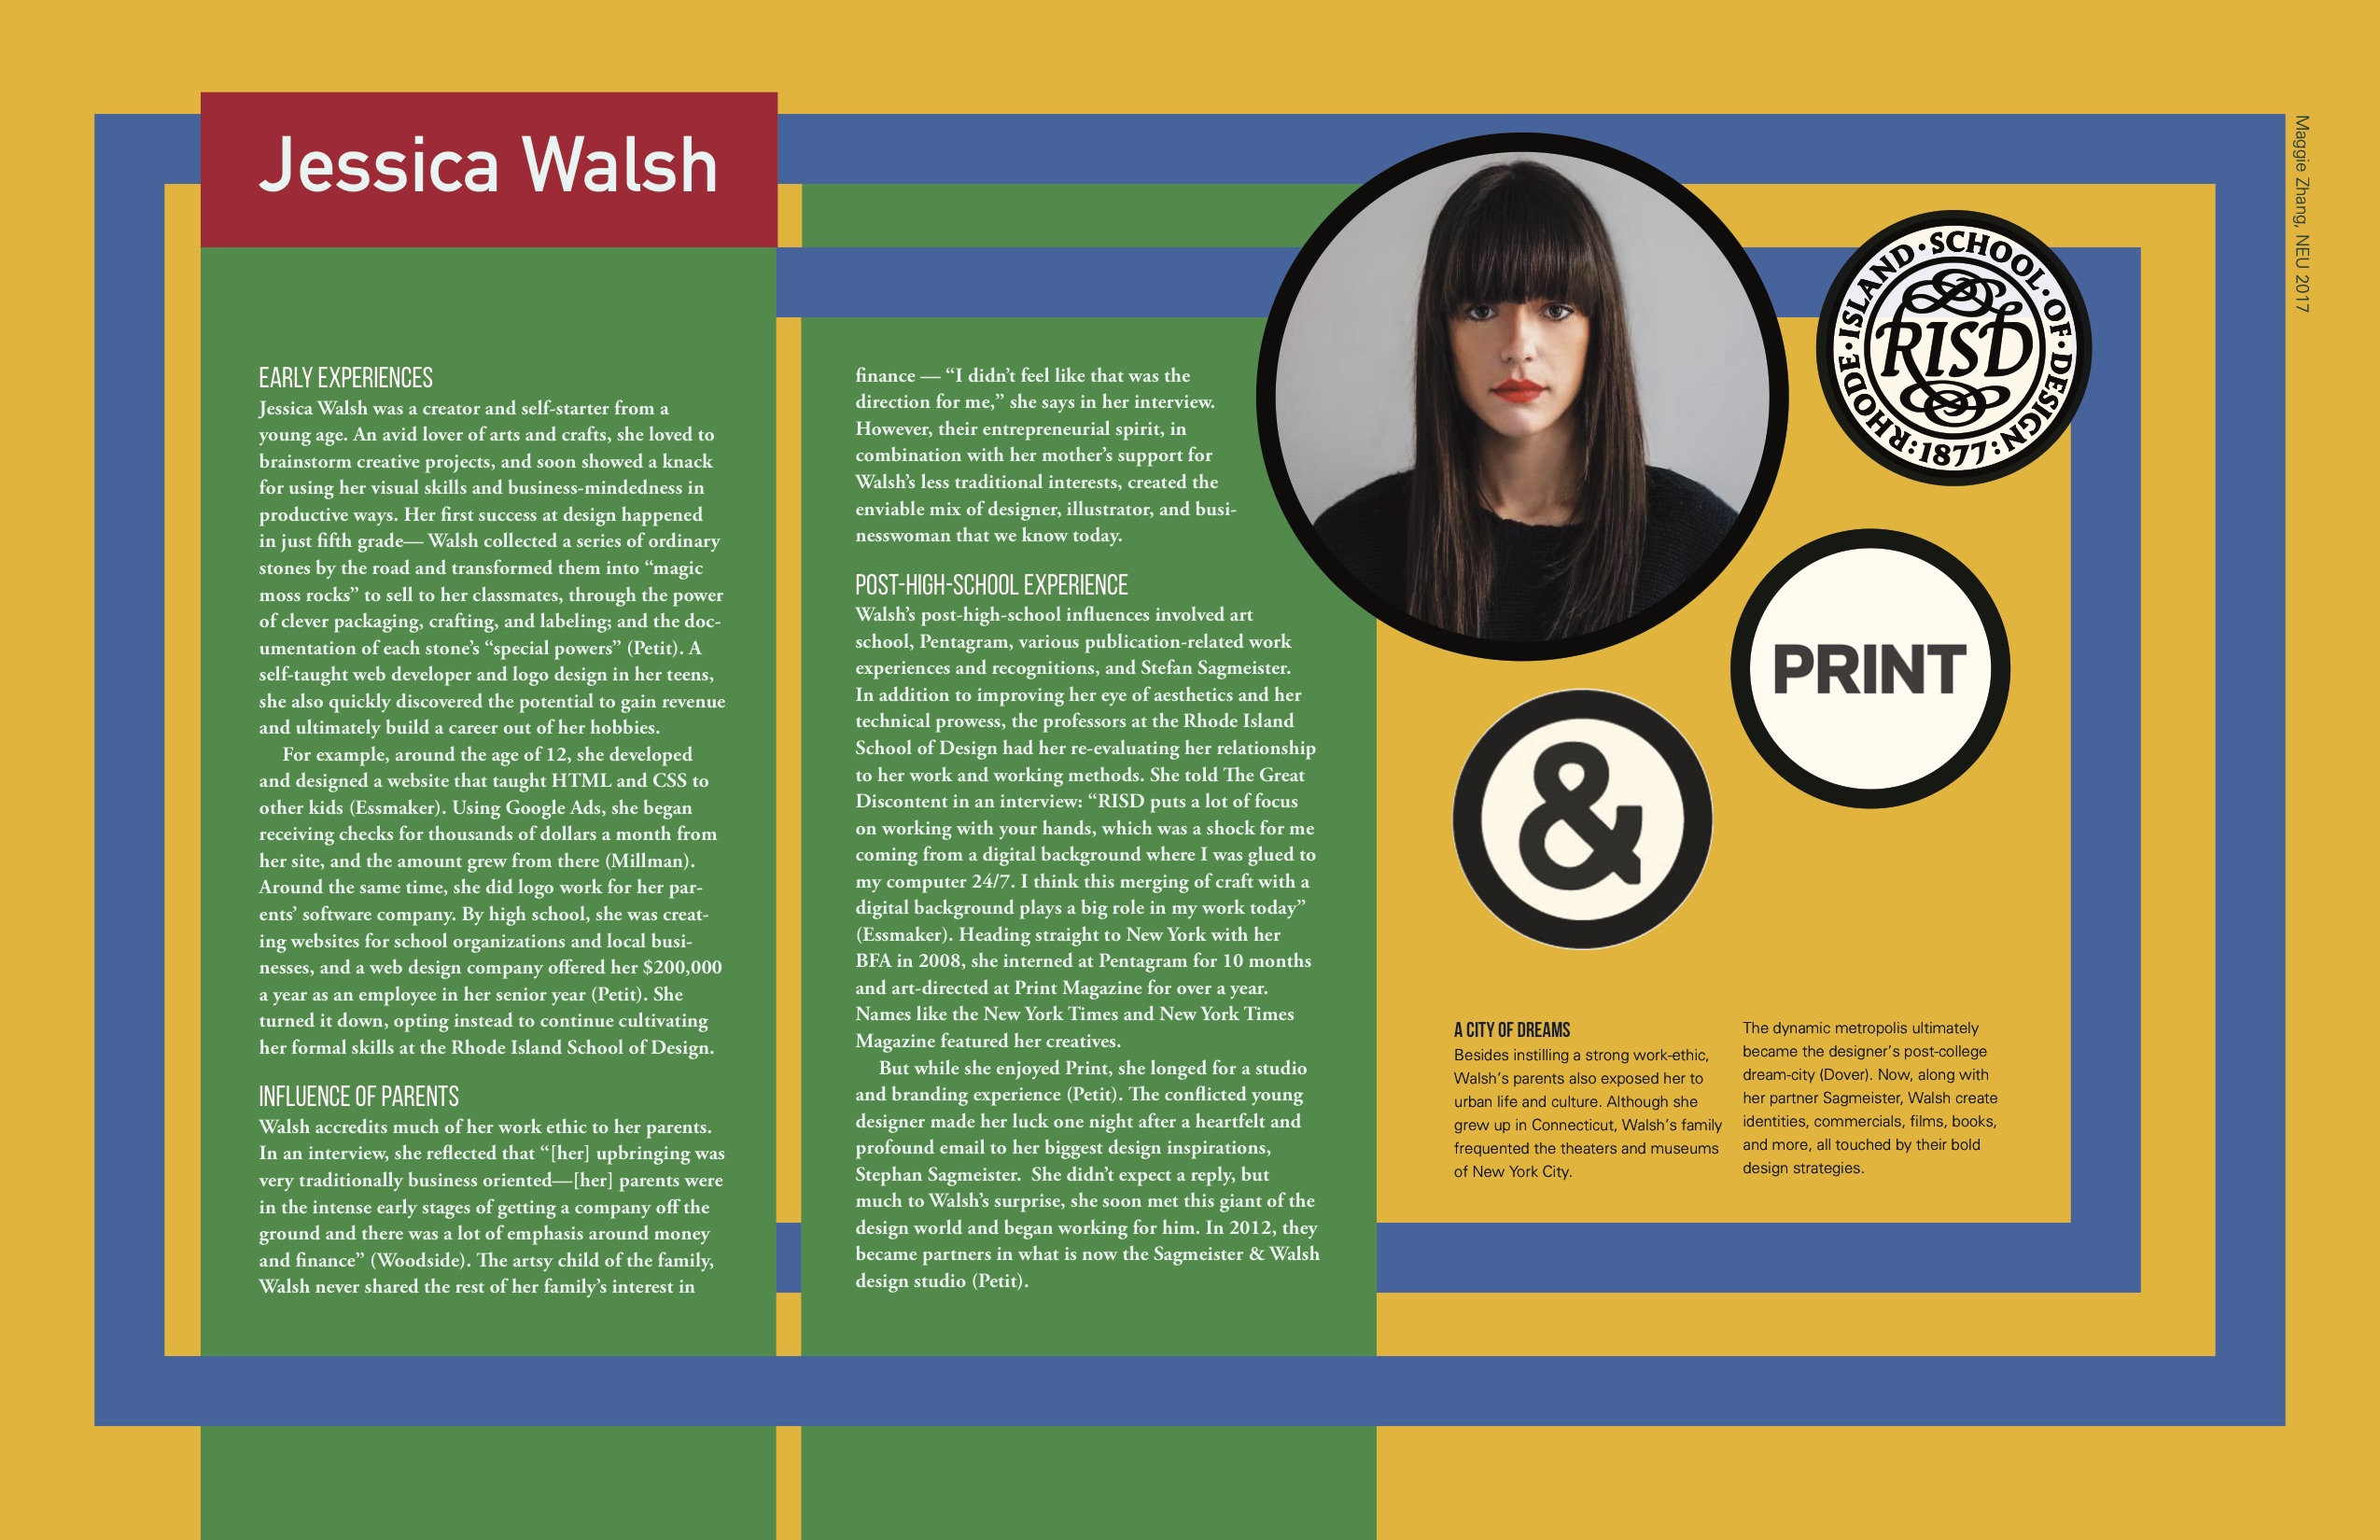 Jessica Walsh
EARLY EXPERIENCES
Jessica Walsh was a creator and self-starter from a
young age. An avid lover of arts and crafts, she loved to
brainstorm creative projects, and soon showed a knack
for using her visual skills and business-mindedness in
productive ways. Her first success at design happened
in just fifth grade— Walsh collected a series of ordinary
stones by the road and transformed them into “magic
moss rocks” to sell to her classmates, through the power
of clever packaging, crafting, and labeling; and the doc-
umentation of each stone’s “special powers” (Petit). A
self-taught web developer and logo design in her teens,
she also quickly discovered the potential to gain revenue
and ultimately build a career out of her hobbies.
For example, around the age of 12, she developed
and designed a website that taught HTML and CSS to
other kids (Essmaker). Using Google Ads, she began
receiving checks for thousands of dollars a month from
her site, and the amount grew from there (Millman).
Around the same time, she did logo work for her par-
ents’ software company. By high school, she was creat-
ing websites for school organizations and local busi-
nesses, and a web design company offered her $200,000
a year as an employee in her senior year (Petit). She
turned it down, opting instead to continue cultivating
her formal skills at the Rhode Island School of Design.
INFLUENCE OF PARENTS
Walsh accredits much of her work ethic to her parents.
In an interview, she reflected that “[her] upbringing was
very traditionally business oriented—[her] parents were
in the intense early stages of getting a company off the
ground and there was a lot of emphasis around money
and finance” (Woodside). The artsy child of the family,
Walsh never shared the rest of her family’s interest in
finance — “I didn’t feel like that was the
direction for me,” she says in her interview.
However, their entrepreneurial spirit, in
combination with her mother’s support for
Walsh’s less traditional interests, created the
enviable mix of designer, illustrator, and busi-
nesswoman that we know today.
POST-HIGH-SCHOOL EXPERIENCE
Walsh’s post-high-school influences involved art
school, Pentagram, various publication-related work
experiences and recognitions, and Stefan Sagmeister.
In addition to improving her eye of aesthetics and her
technical prowess, the professors at the Rhode Island
School of Design had her re-evaluating her relationship
to her work and working methods. She told The Great
Discontent in an interview: “RISD puts a lot of focus
on working with your hands, which was a shock for me
coming from a digital background where I was glued to
my computer 24/7. I think this merging of craft with a
digital background plays a big role in my work today”
(Essmaker). Heading straight to New York with her
BFA in 2008, she interned at Pentagram for 10 months
and art-directed at Print Magazine for over a year.
Names like the New York Times and New York Times
Magazine featured her creatives.
But while she enjoyed Print, she longed for a studio
and branding experience (Petit). The conflicted young
designer made her luck one night after a heartfelt and
profound email to her biggest design inspirations,
Stephan Sagmeister.  She didn’t expect a reply, but
much to Walsh’s surprise, she soon met this giant of the
design world and began working for him. In 2012, they
became partners in what is now the Sagmeister & Walsh
design studio (Petit).
RHODE·ISLAND·SCHOOL·OF·DESIGN:1877:
RISD
PRINT
&
A CITY OF DREAMS
Besides instilling a strong work-ethic,
Walsh’s parents also exposed her to
urban life and culture. Although she
grew up in Connecticut, Walsh’s family
frequented the theaters and museums
of New York City.
The dynamic metropolis ultimately
became the designer’s post-college
dream-city (Dover). Now, along with
her partner Sagmeister, Walsh create
identities, commercials, films, books,
and more, all touched by their bold
design strategies.
Maggie Zhang, NEU 2017